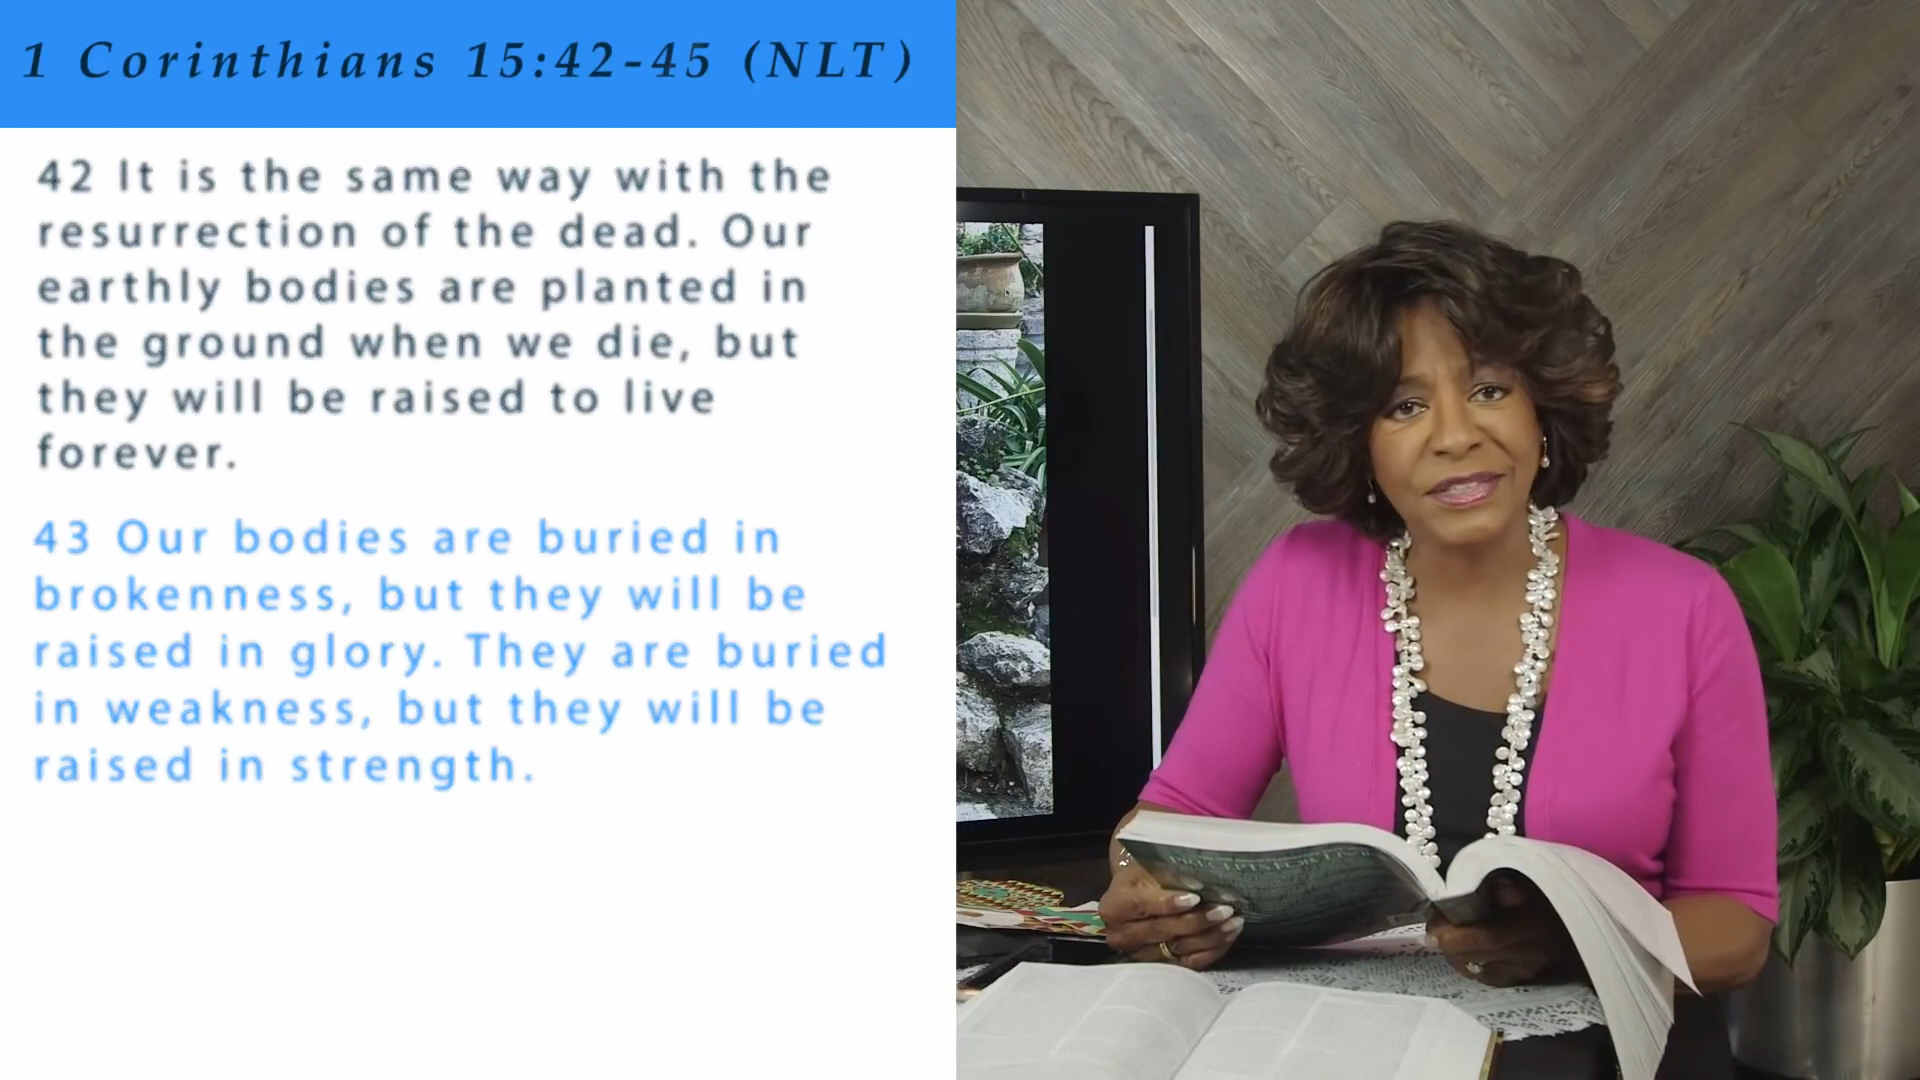 1 Corinthians 15:42-45 (NLT)
42 It is the same way with the
resurrection of the dead. Our
earthly bodies are planted in
the ground when we die, but
they will be raised to live
forever.
43 Our bodies are buried in
brokenness, but they will be
raised in glory. They are buried
in weakness, but they will be
raised in strength.
PRECEPTS FOR LIVING